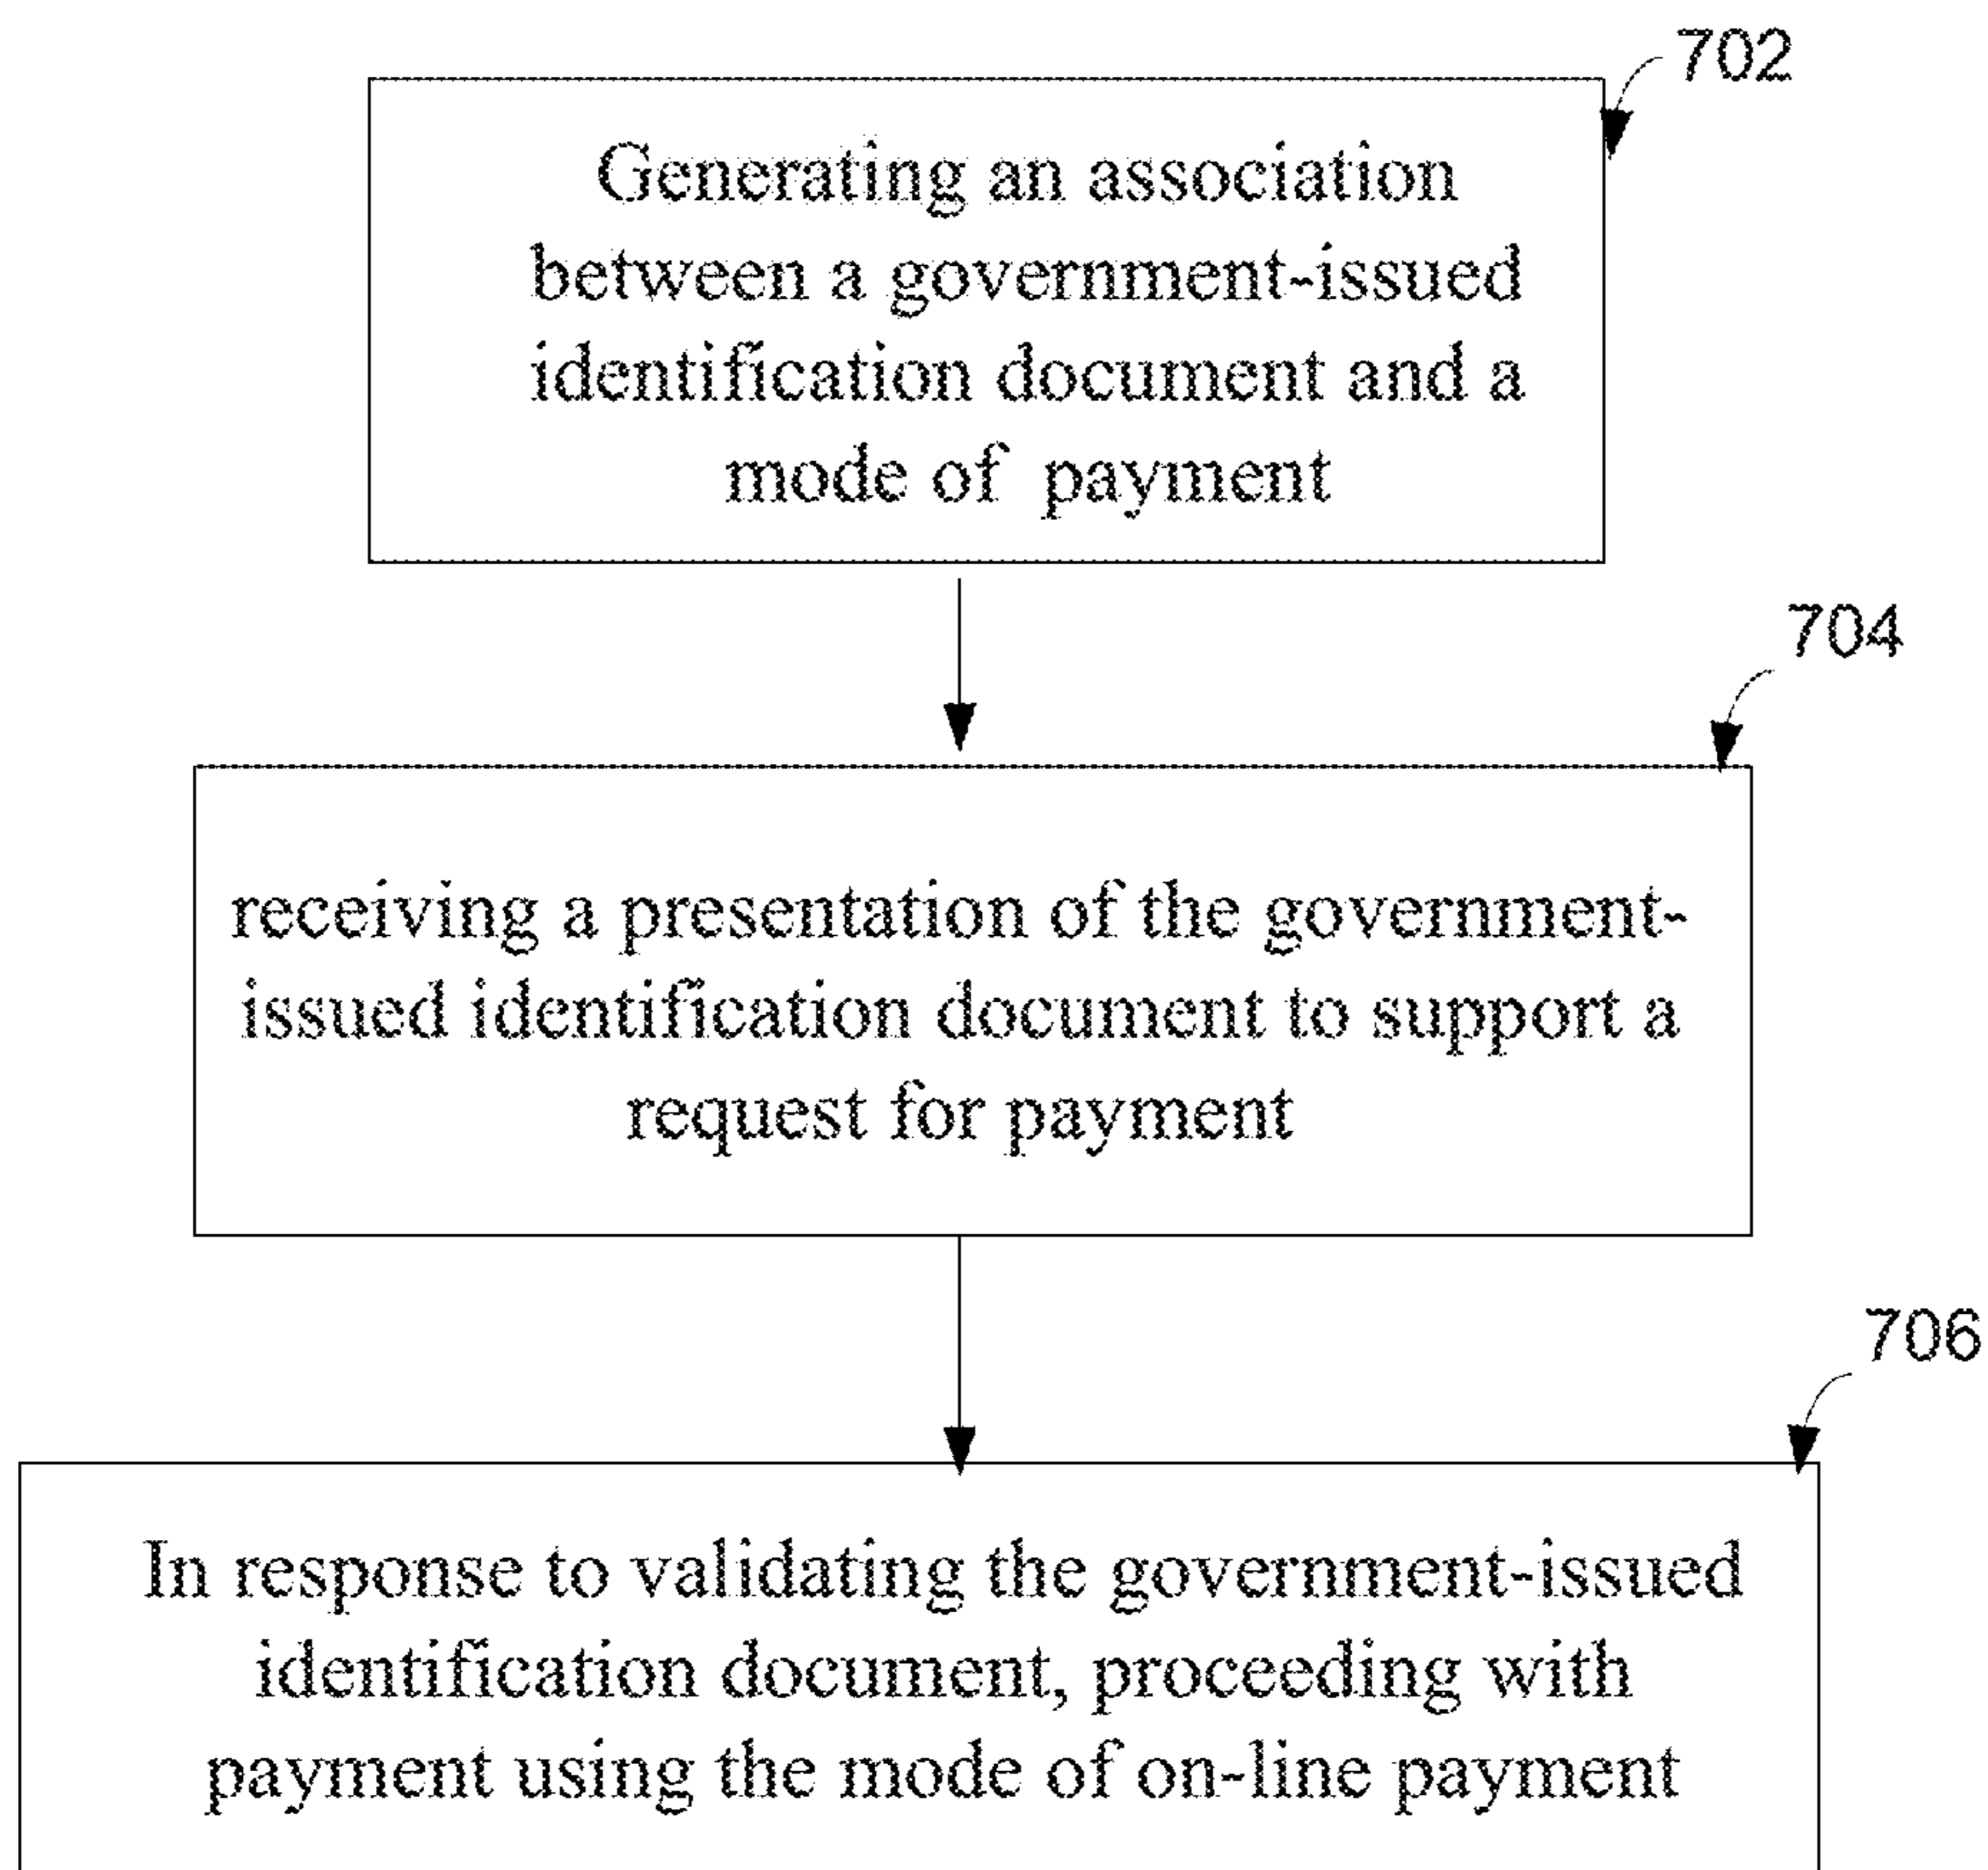 702
Generating an association
between a government-issued
identification document and a
mode of payment
704
receiving a presentation of the government-
issued identification document to support a
request for payment
706
In response to validating the government-issued
identification document, proceeding with
payment using the mode of on-line payment